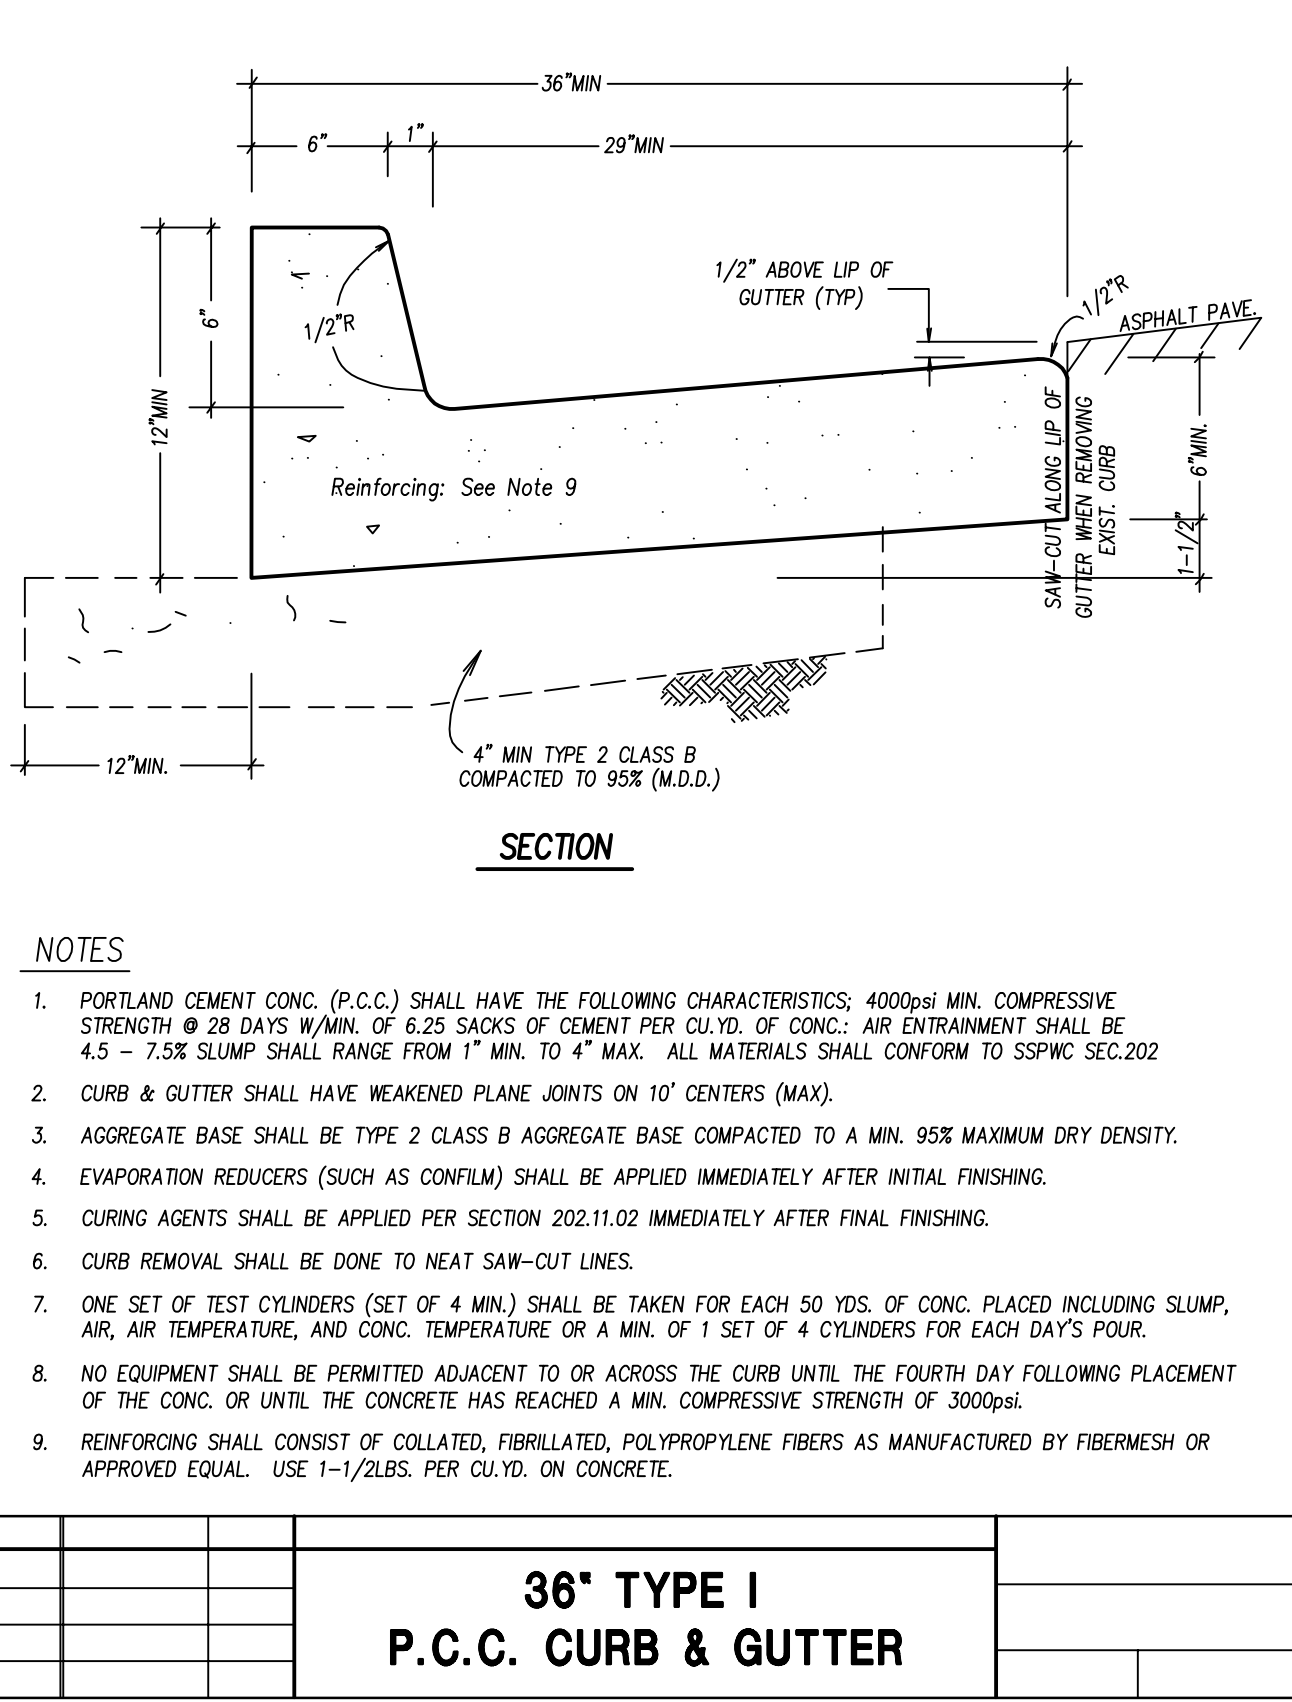 36"MIN
6"
1"
29"MIN
12"MIN
6"
1/2"R
1/2" ABOVE LIP OF
GUTTER (TYP)
1/2"R
ASPHALT PAVE.
SAW-CUT ALONG LIP OF
GUTTER WHEN REMOVING
EXIST. CURB
6"MIN.
1-1/2"
Reinforcing: See Note 9
12"MIN.
4" MIN TYPE 2 CLASS B
COMPACTED TO 95% (M.D.D.)
SECTION
NOTES
1. PORTLAND CEMENT CONC. (P.C.C.) SHALL HAVE THE FOLLOWING CHARACTERISTICS; 4000psi MIN. COMPRESSIVE
STRENGTH @ 28 DAYS W/MIN. OF 6.25 SACKS OF CEMENT PER CU.YD. OF CONC.: AIR ENTRAINMENT SHALL BE
4.5 - 7.5% SLUMP SHALL RANGE FROM 1" MIN. TO 4" MAX. ALL MATERIALS SHALL CONFORM TO SSPWC SEC.202
2. CURB & GUTTER SHALL HAVE WEAKENED PLANE JOINTS ON 10' CENTERS (MAX).
3. AGGREGATE BASE SHALL BE TYPE 2 CLASS B AGGREGATE BASE COMPACTED TO A MIN. 95% MAXIMUM DRY DENSITY.
4. EVAPORATION REDUCERS (SUCH AS CONFILM) SHALL BE APPLIED IMMEDIATELY AFTER INITIAL FINISHING.
5. CURING AGENTS SHALL BE APPLIED PER SECTION 202.11.02 IMMEDIATELY AFTER FINAL FINISHING.
6. CURB REMOVAL SHALL BE DONE TO NEAT SAW-CUT LINES.
7. ONE SET OF TEST CYLINDERS (SET OF 4 MIN.) SHALL BE TAKEN FOR EACH 50 YDS. OF CONC. PLACED INCLUDING SLUMP,
AIR, AIR TEMPERATURE, AND CONC. TEMPERATURE OR A MIN. OF 1 SET OF 4 CYLINDERS FOR EACH DAY'S POUR.
8. NO EQUIPMENT SHALL BE PERMITTED ADJACENT TO OR ACROSS THE CURB UNTIL THE FOURTH DAY FOLLOWING PLACEMENT
OF THE CONC. OR UNTIL THE CONCRETE HAS REACHED A MIN. COMPRESSIVE STRENGTH OF 3000psi.
9. REINFORCING SHALL CONSIST OF COLLATED, FIBRILLATED, POLYPROPYLENE FIBERS AS MANUFACTURED BY FIBERMESH OR
APPROVED EQUAL. USE 1-1/2LBS. PER CU.YD. ON CONCRETE.
36" TYPE I
P.C.C. CURB & GUTTER